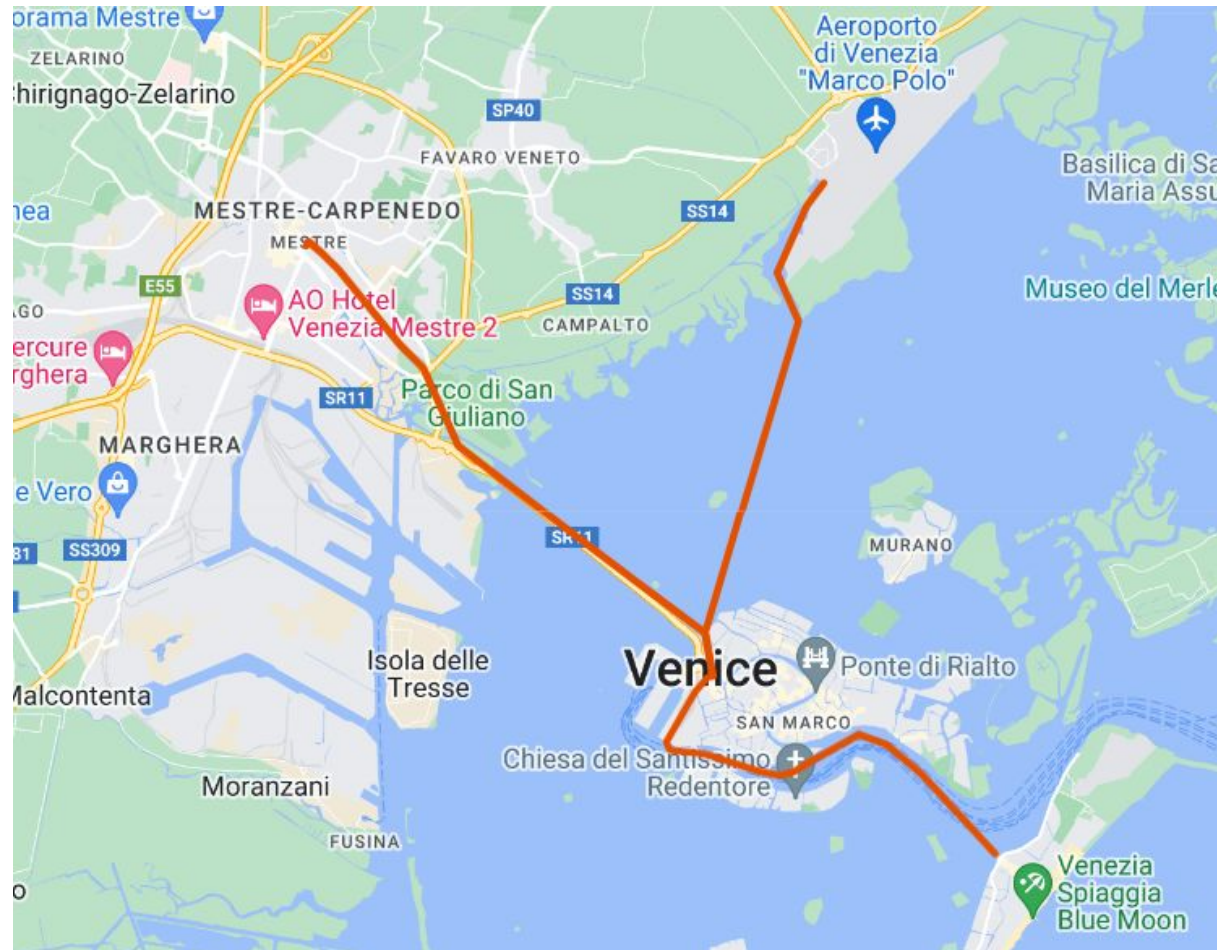 orama Mestre
ZELARINO
Chirignago-Zelarino
Aeroporto
di Venezia
"Marco Polo"
SP40
FAVARO VENETO
Basilica di Sa
Maria Assu
nea
MESTRE-CARPENEDO
MESTRE
SS14
E55
AGO
AO Hotel
Venezia Mestre 2
SS14
CAMPALTO
Museo del Merle
ercure
rghera
SR11
Parco di San
Giuliano
MARGHERA
e Vero
SR11
81
SS309
MURANO
Isola delle
Tresse
Venice
Ponte di Rialto
Malcontenta
SAN MARCO
Chiesa del Santissimo
Redentore
Moranzani
FUSINA
o
Venezia
Spiaggia
Blue Moon